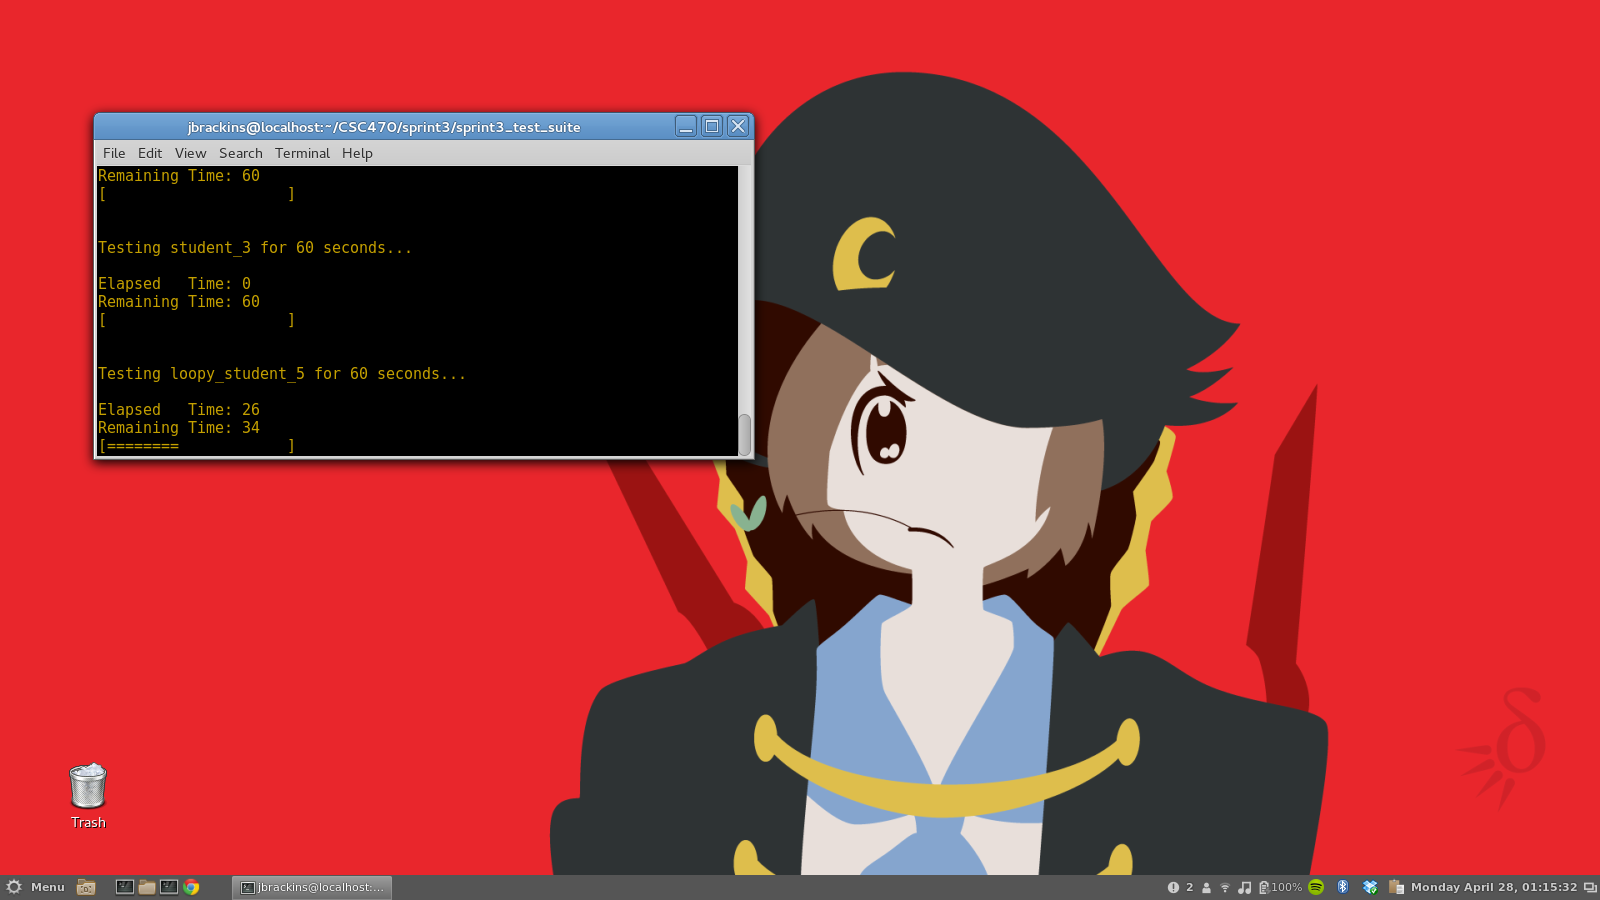 jbrackins@localhost:~/CSC470/sprint3/sprint3_test_suite
File Edit View Search Terminal Help
Remaining Time: 60
[                    ]
Testing student_3 for 60 seconds...
Elapsed   Time: 0
Remaining Time: 60
[                    ]
Testing loopy_student_5 for 60 seconds...
Elapsed   Time: 26
Remaining Time: 34
[========            ]
Trash
Menu
jbrackins@localhost:...
2
100%
Monday April 28, 01:15:32